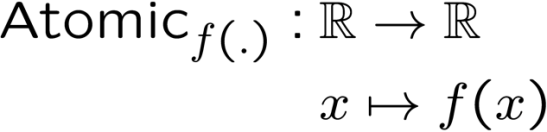 Atomic_{f(.)} : ℝ → ℝ
x ↦ f(x)